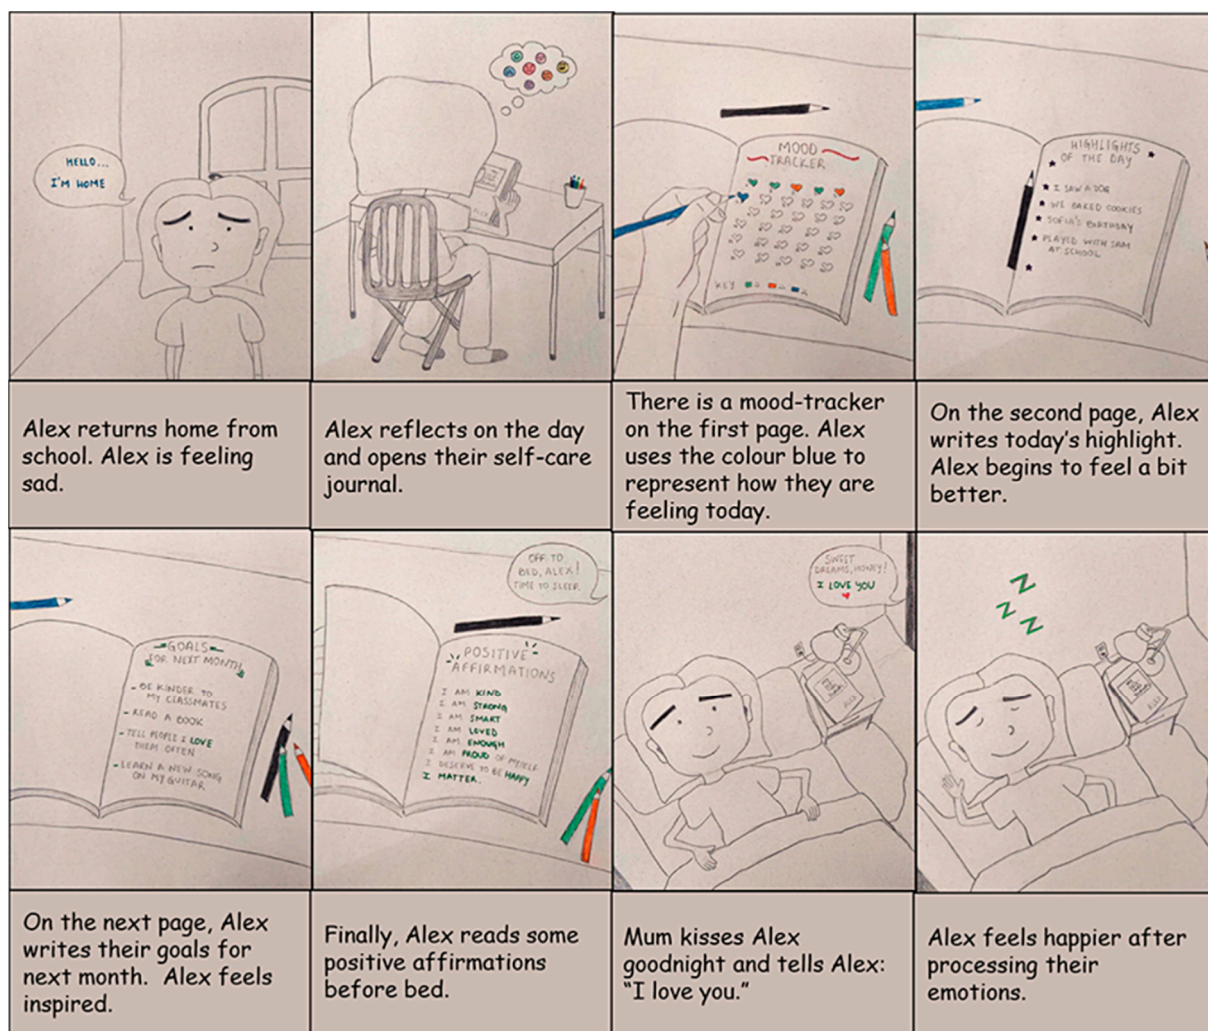 HELLO...
I'M HOME
MOOD
TRACKER
KEY
HIGHLIGHTS
OF THE DAY
I SAW A DOG
WE BAKED COOKIES
SOFIA'S BIRTHDAY
PLAYED WITH SAM
AT SCHOOL
Alex returns home from
school. Alex is feeling
sad.
Alex reflects on the day
and opens their self-care
journal.
There is a mood-tracker
on the first page. Alex
uses the colour blue to
represent how they are
feeling today.
On the second page, Alex
writes today's highlight.
Alex begins to feel a bit
better.
GOALS
FOR NEXT MONTH
- BE KINDER TO
MY CLASSMATES
- READ A BOOK
- TELL PEOPLE I LOVE
THEM OFTEN
- LEARN A NEW SONG
ON MY GUITAR
OFF TO
BED, ALEX!
TIME TO SLEEP
POSITIVE
AFFIRMATIONS
I AM KIND
I AM STRONG
I AM SMART
I AM LOVED
I AM ENOUGH
I AM PROUD OF MYSELF
I DESERVE TO BE HAPPY
I MATTER.
SWEET
DREAMS, HONEY!
I LOVE YOU
Z
Z
Z
On the next page, Alex
writes their goals for
next month. Alex feels
inspired.
Finally, Alex reads some
positive affirmations
before bed.
Mum kisses Alex
goodnight and tells Alex:
"I love you."
Alex feels happier after
processing their
emotions.